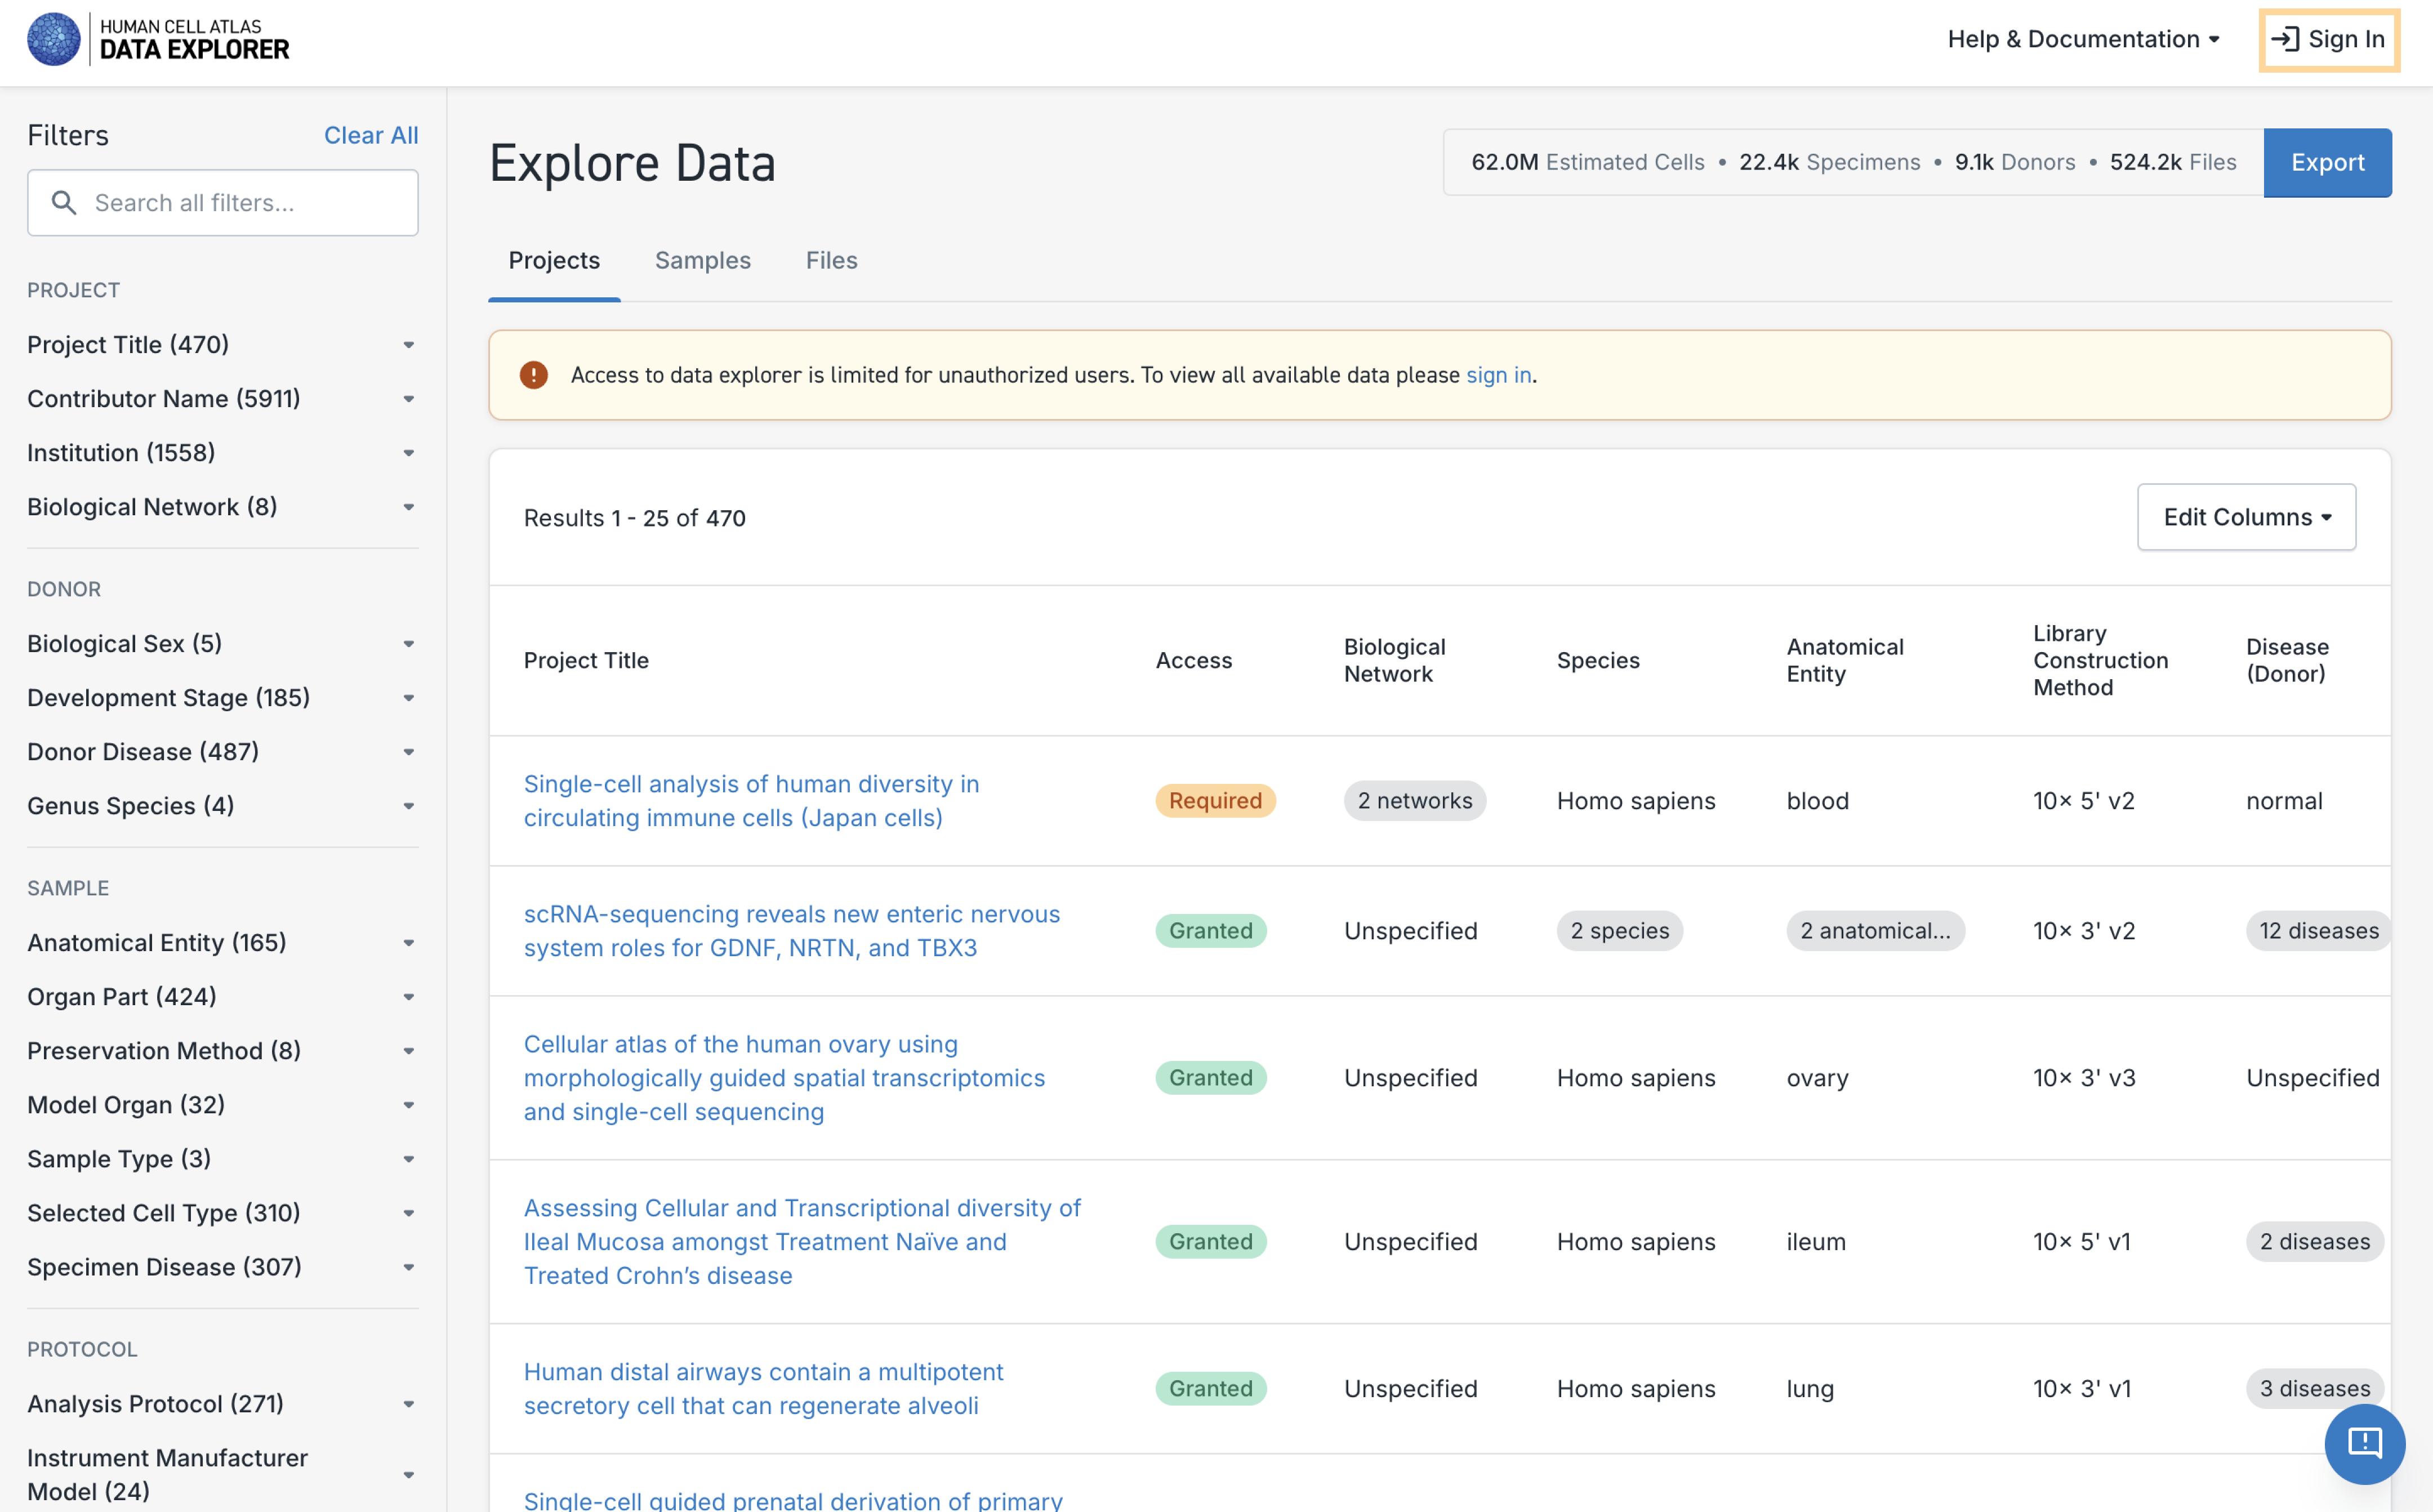 HUMAN CELL ATLAS
DATA EXPLORER
Help & Documentation
Sign In
Filters
Clear All
Search all filters...
PROJECT
Project Title (470)
Contributor Name (5911)
Institution (1558)
Biological Network (8)
DONOR
Biological Sex (5)
Development Stage (185)
Donor Disease (487)
Genus Species (4)
SAMPLE
Anatomical Entity (165)
Organ Part (424)
Preservation Method (8)
Model Organ (32)
Sample Type (3)
Selected Cell Type (310)
Specimen Disease (307)
PROTOCOL
Analysis Protocol (271)
Instrument Manufacturer
Model (24)
Explore Data
62.0M Estimated Cells • 22.4k Specimens • 9.1k Donors • 524.2k Files
Export
Projects
Samples
Files
Access to data explorer is limited for unauthorized users. To view all available data please sign in.
Results 1 - 25 of 470
Edit Columns
Project Title
Access
Biological
Network
Species
Anatomical
Entity
Library
Construction
Method
Disease
(Donor)
Single-cell analysis of human diversity in
circulating immune cells (Japan cells)
Required
2 networks
Homo sapiens
blood
10× 5' v2
normal
scRNA-sequencing reveals new enteric nervous
system roles for GDNF, NRTN, and TBX3
Granted
Unspecified
2 species
2 anatomical...
10× 3' v2
12 diseases
Cellular atlas of the human ovary using
morphologically guided spatial transcriptomics
and single-cell sequencing
Granted
Unspecified
Homo sapiens
ovary
10× 3' v3
Unspecified
Assessing Cellular and Transcriptional diversity of
Ileal Mucosa amongst Treatment Naïve and
Treated Crohn’s disease
Granted
Unspecified
Homo sapiens
ileum
10× 5' v1
2 diseases
Human distal airways contain a multipotent
secretory cell that can regenerate alveoli
Granted
Unspecified
Homo sapiens
lung
10× 3' v1
3 diseases
Single-cell guided prenatal derivation of primary